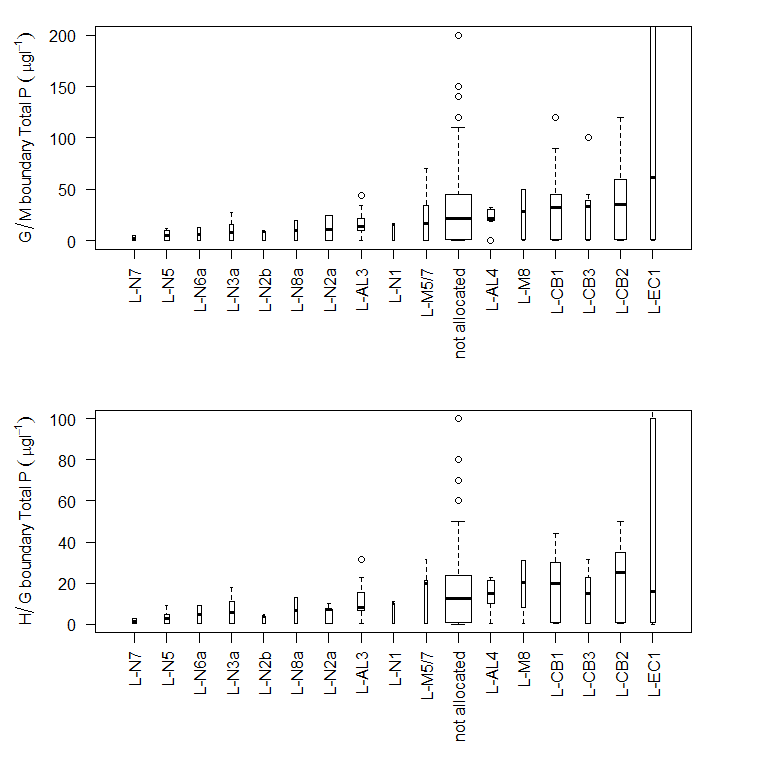 G/M boundary Total P ( µgl⁻¹)
200
150
100
50
0
L-N7
L-N5
L-N6a
L-N3a
L-N2b
L-N8a
L-N2a
L-AL3
L-N1
L-M5/7
not allocated
L-AL4
L-M8
L-CB1
L-CB3
L-CB2
L-EC1
H/G boundary Total P ( µgl⁻¹)
100
80
60
40
20
0
L-N7
L-N5
L-N6a
L-N3a
L-N2b
L-N8a
L-N2a
L-AL3
L-N1
L-M5/7
not allocated
L-AL4
L-M8
L-CB1
L-CB3
L-CB2
L-EC1